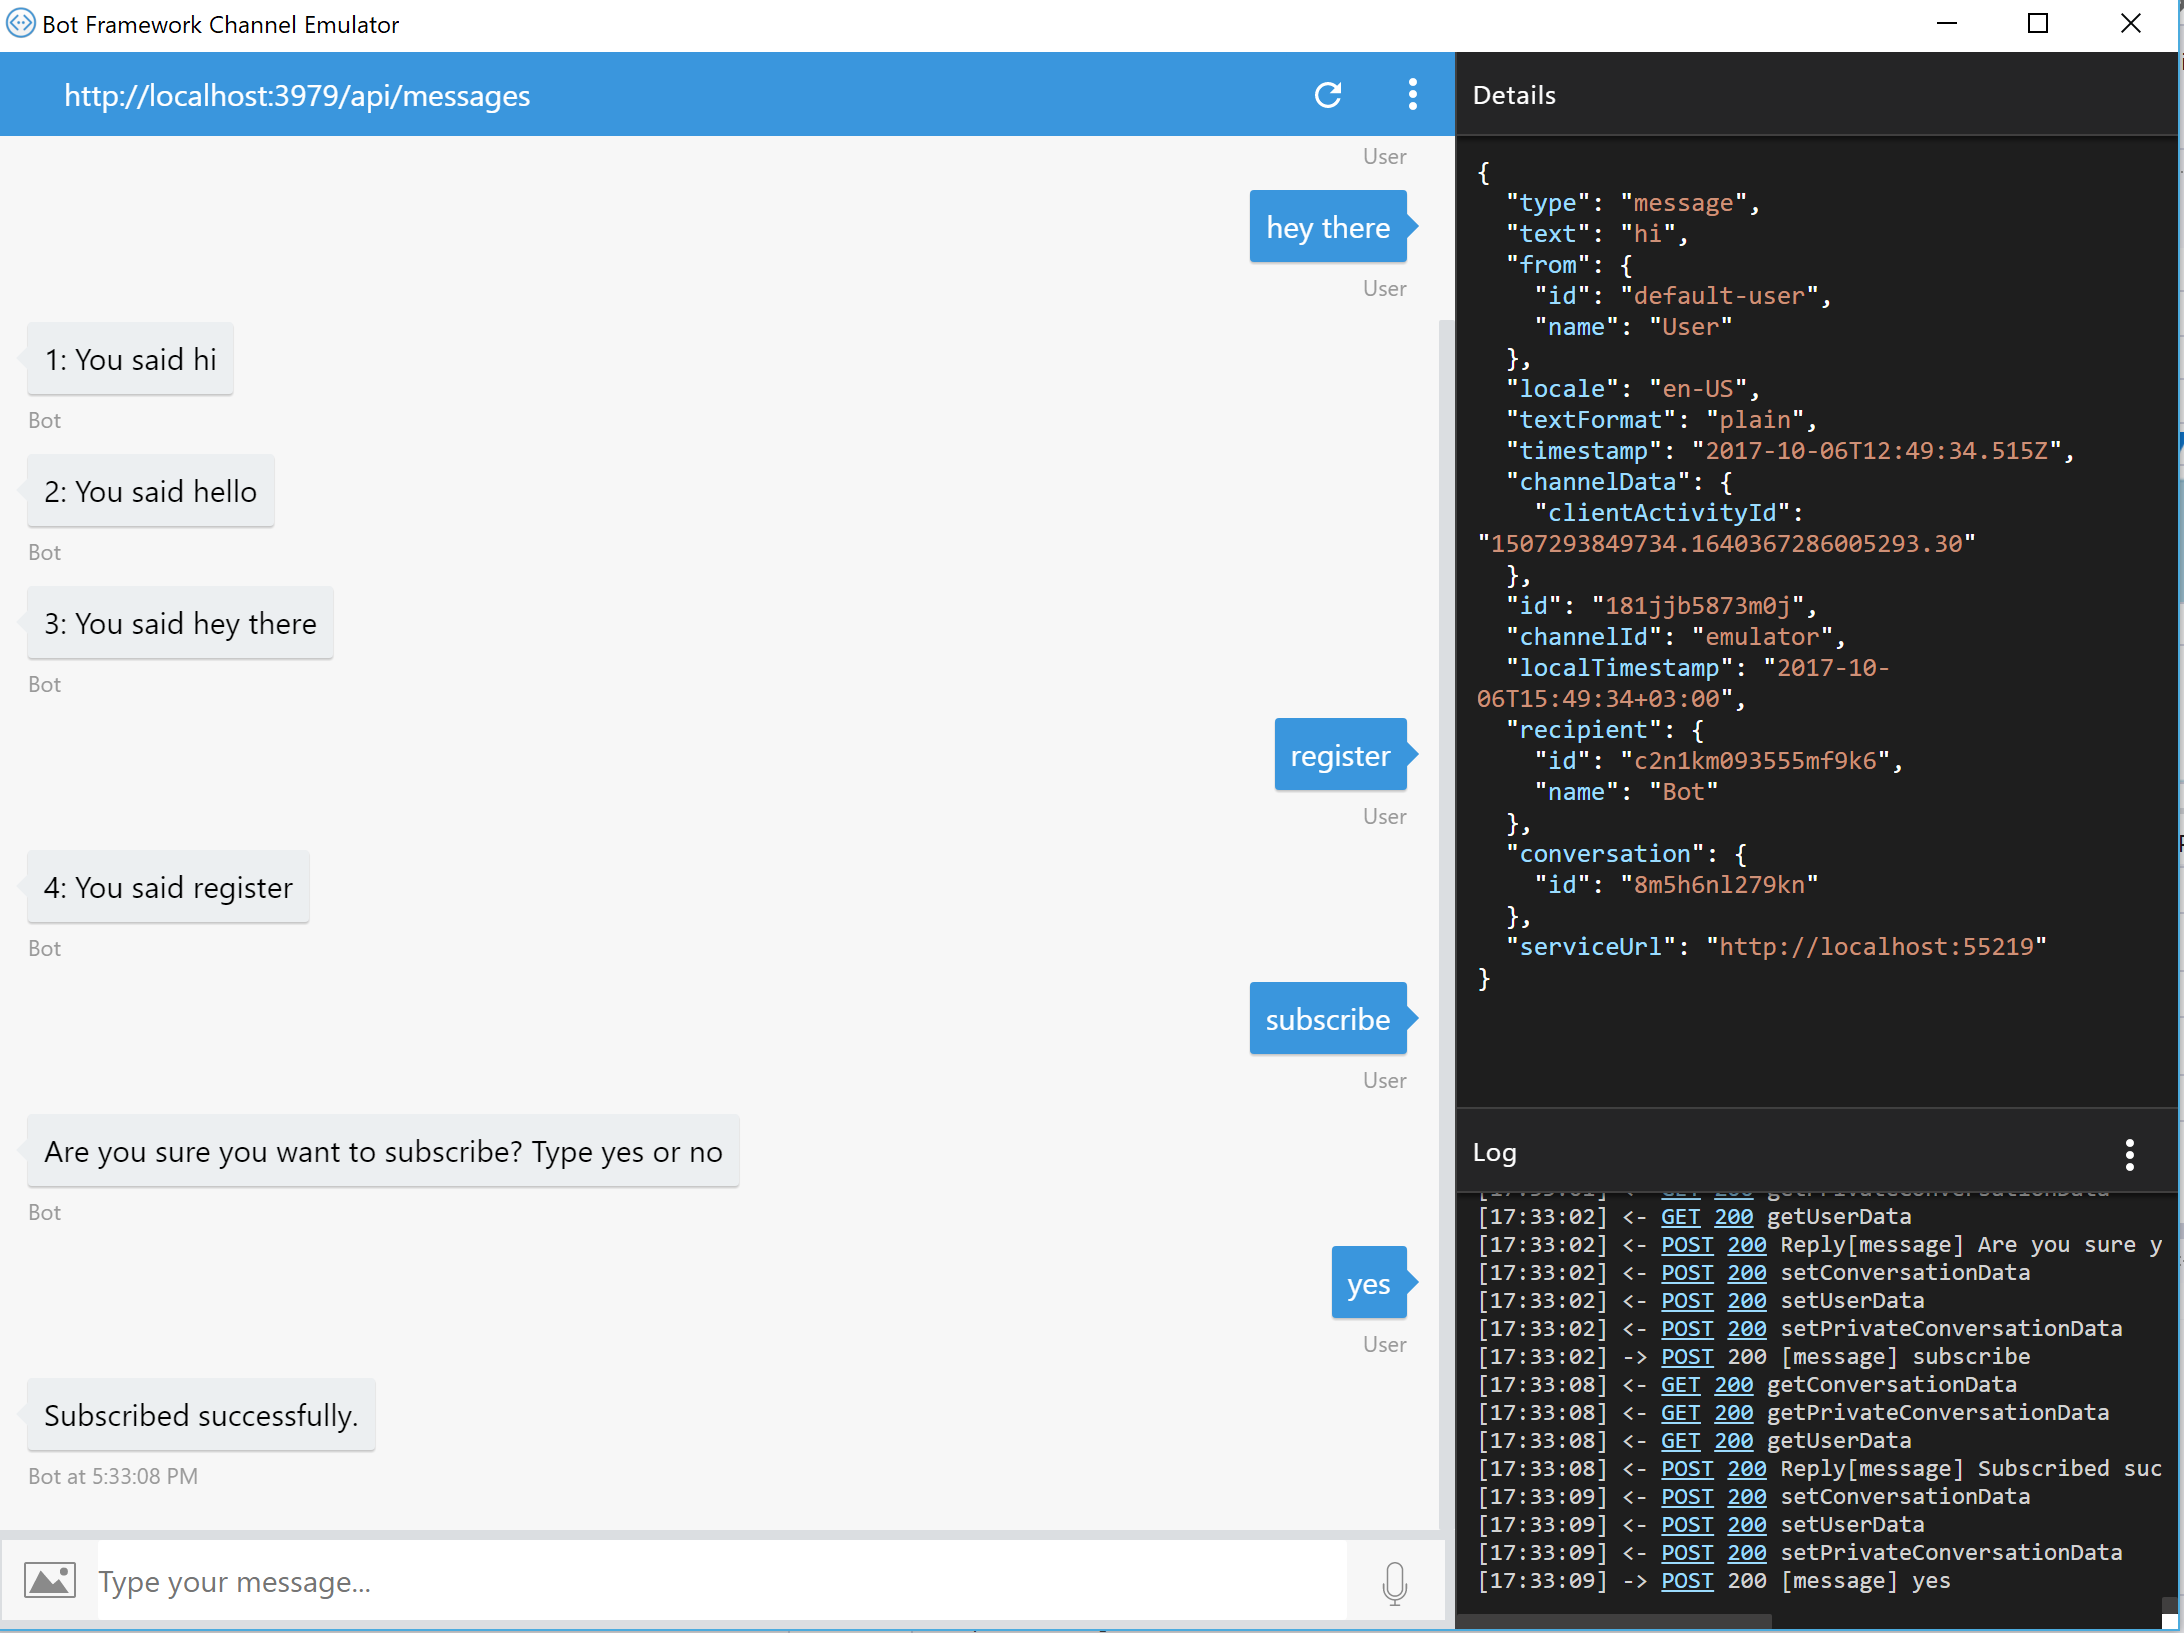 Bot Framework Channel Emulator
http://localhost:3979/api/messages
User
hey there
User
1: You said hi
Bot
2: You said hello
Bot
3: You said hey there
Bot
register
User
4: You said register
Bot
subscribe
User
Are you sure you want to subscribe? Type yes or no
Bot
yes
User
Subscribed successfully.
Bot at 5:33:08 PM
Type your message...
Details
{
"type": "message",
"text": "hi",
"from": {
"id": "default-user",
"name": "User"
},
"locale": "en-US",
"textFormat": "plain",
"timestamp": "2017-10-06T12:49:34.515Z",
"channelData": {
"clientActivityId":
"1507293849734.1640367286005293.30"
},
"id": "181jjb5873m0j",
"channelId": "emulator",
"localTimestamp": "2017-10-
06T15:49:34+03:00",
"recipient": {
"id": "c2n1km093555mf9k6",
"name": "Bot"
},
"conversation": {
"id": "8m5h6nl279kn"
},
"serviceUrl": "http://localhost:55219"
}
Log
[17:33:01] <- GET 200 getPrivateConversationData
[17:33:02] <- GET 200 getUserData
[17:33:02] <- POST 200 Reply[message] Are you sure y
[17:33:02] <- POST 200 setConversationData
[17:33:02] <- POST 200 setUserData
[17:33:02] <- POST 200 setPrivateConversationData
[17:33:02] -> POST 200 [message] subscribe
[17:33:08] <- GET 200 getConversationData
[17:33:08] <- GET 200 getPrivateConversationData
[17:33:08] <- GET 200 getUserData
[17:33:08] <- POST 200 Reply[message] Subscribed suc
[17:33:09] <- POST 200 setConversationData
[17:33:09] <- POST 200 setUserData
[17:33:09] <- POST 200 setPrivateConversationData
[17:33:09] -> POST 200 [message] yes